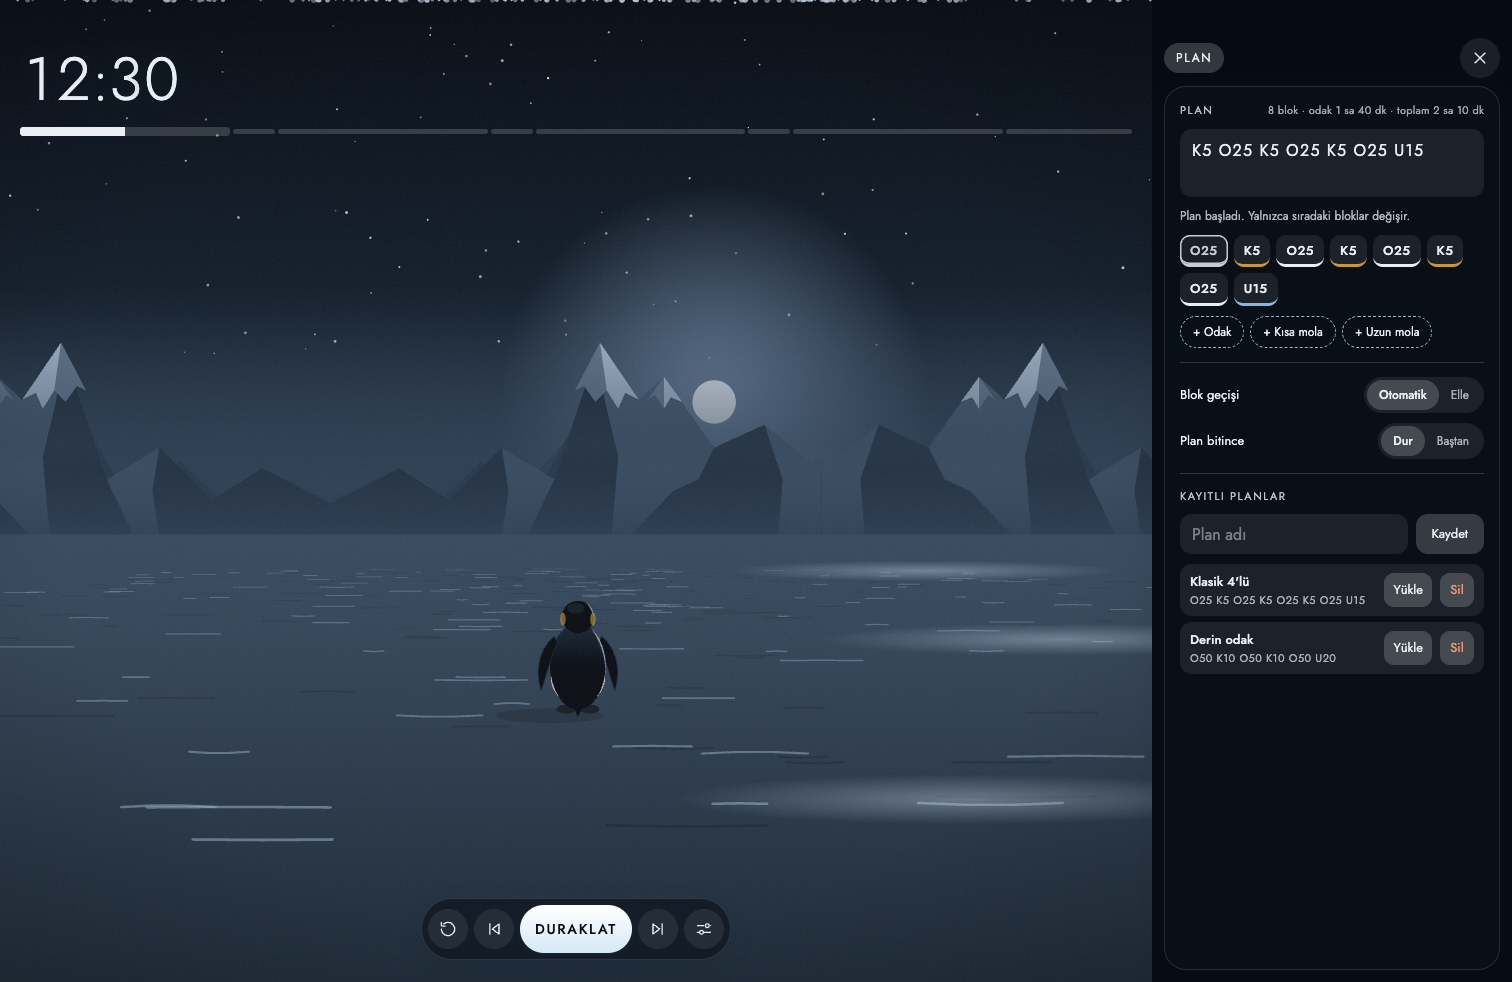 12:30
PLAN
PLAN
8 blok · odak 1 sa 40 dk · toplam 2 sa 10 dk
K5 O25 K5 O25 K5 O25 U15
Plan başladı. Yalnızca sıradaki bloklar değişir.
O25 K5 O25 K5 O25 K5
O25 U15
+ Odak + Kısa mola + Uzun mola
Blok geçişi Otomatik Elle
Plan bitince Dur Baştan
KAYITLI PLANLAR
Plan adı Kaydet
Klasik 4'lü
O25 K5 O25 K5 O25 K5 O25 U15
Yükle Sil
Derin odak
O50 K10 O50 K10 O50 U20
Yükle Sil
DURAKLAT